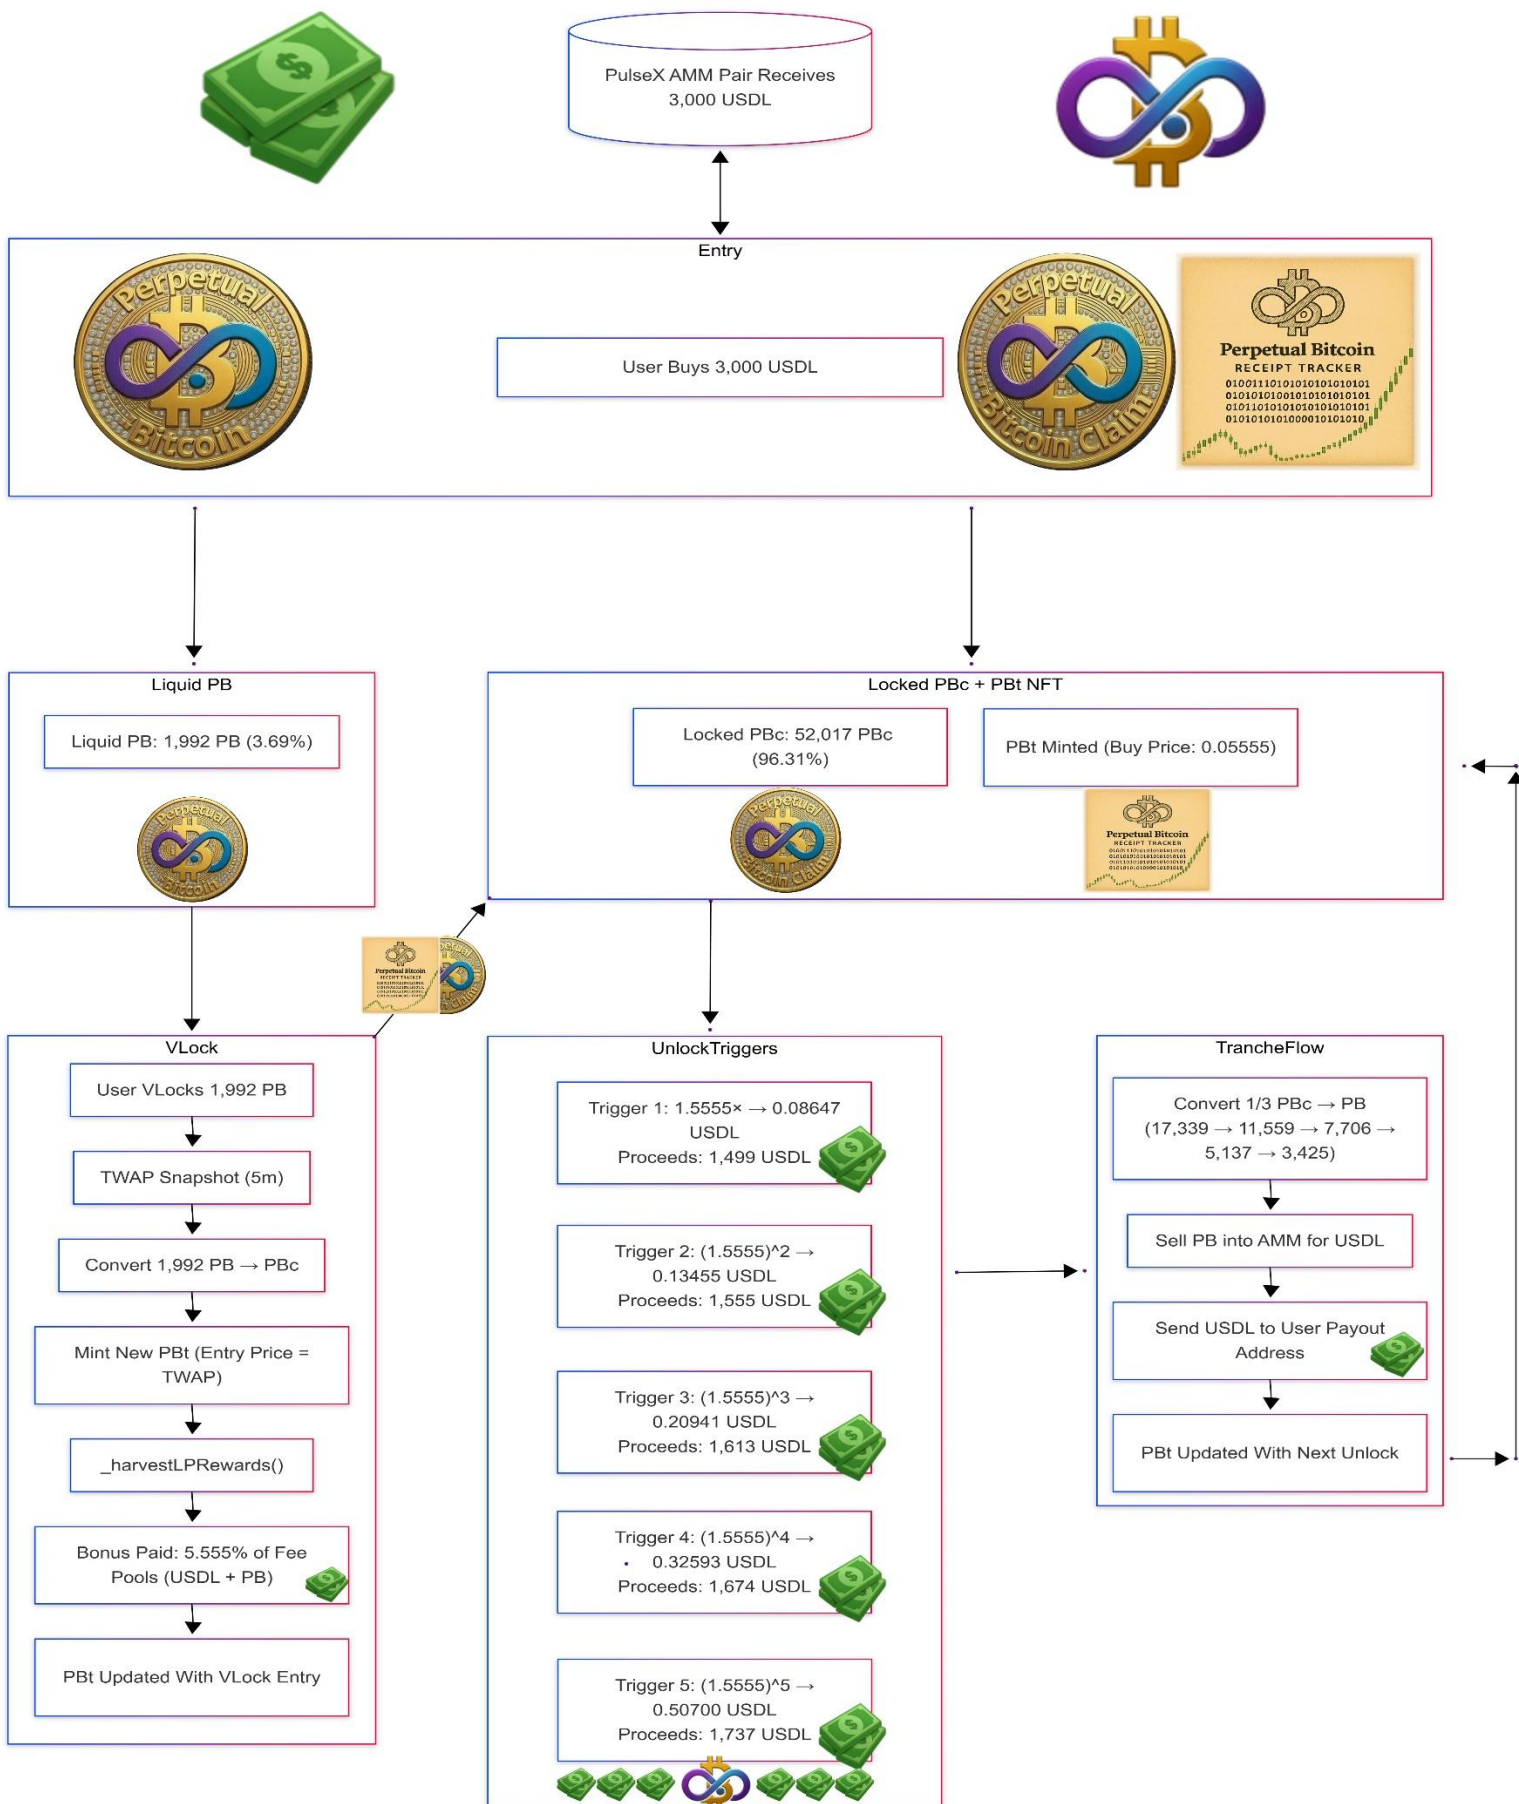 PulseX AMM Pair Receives
3,000 USDL
Entry
Perpetual
Bitcoin
User Buys 3,000 USDL
Perpetual
Bitcoin Claim
Perpetual Bitcoin
RECEIPT TRACKER
Liquid PB
Liquid PB: 1,992 PB (3.69%)
Perpetual
Bitcoin
Locked PBc + PBt NFT
Locked PBc: 52,017 PBc
(96.31%)
PBt Minted (Buy Price: 0.05555)
Perpetual
Bitcoin Claim
Perpetual Bitcoin
RECEIPT TRACKER
Perpetual Bitcoin
RECEIPT TRACKER
VLock
User VLocks 1,992 PB
TWAP Snapshot (5m)
Convert 1,992 PB → PBc
Mint New PBt (Entry Price =
TWAP)
_harvestLPRewards()
Bonus Paid: 5.555% of Fee
Pools (USDL + PB)
PBt Updated With VLock Entry
UnlockTriggers
Trigger 1: 1.5555× → 0.08647
USDL
Proceeds: 1,499 USDL
Trigger 2: (1.5555)^2 →
0.13455 USDL
Proceeds: 1,555 USDL
Trigger 3: (1.5555)^3 →
0.20941 USDL
Proceeds: 1,613 USDL
Trigger 4: (1.5555)^4 →
0.32593 USDL
Proceeds: 1,674 USDL
Trigger 5: (1.5555)^5 →
0.50700 USDL
Proceeds: 1,737 USDL
TrancheFlow
Convert 1/3 PBc → PB
(17,339 → 11,559 → 7,706 →
5,137 → 3,425)
Sell PB into AMM for USDL
Send USDL to User Payout
Address
PBt Updated With Next Unlock